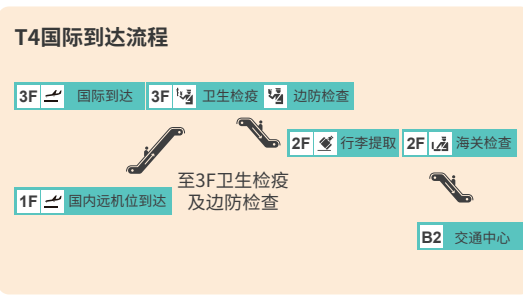 T4国际到达流程
3F 国际到达 3F 卫生检疫 边防检查
2F 行李提取 2F 海关检查
至3F卫生检疫
及边防检查
1F 国内远机位到达
B2 交通中心